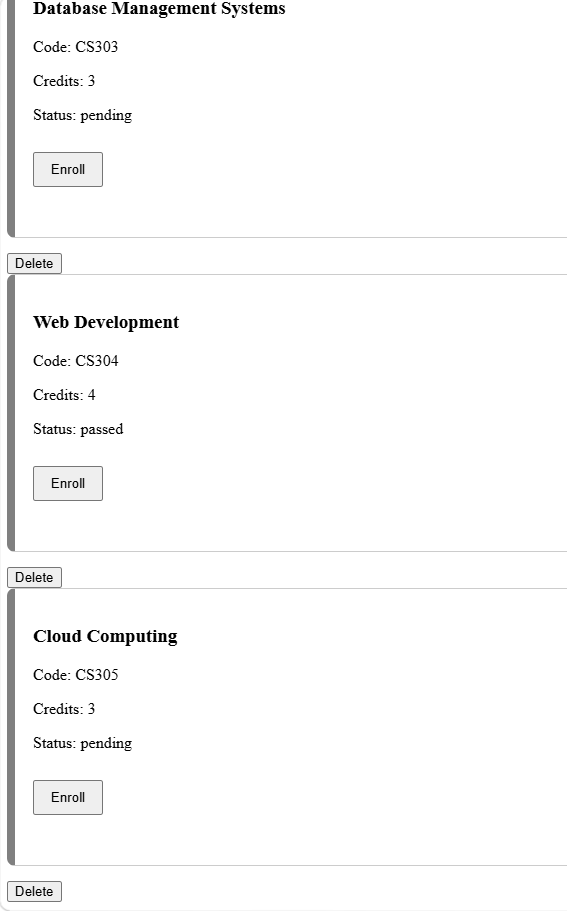 Database Management Systems
Code: CS303
Credits: 3
Status: pending
Enroll
Delete
Web Development
Code: CS304
Credits: 4
Status: passed
Enroll
Delete
Cloud Computing
Code: CS305
Credits: 3
Status: pending
Enroll
Delete